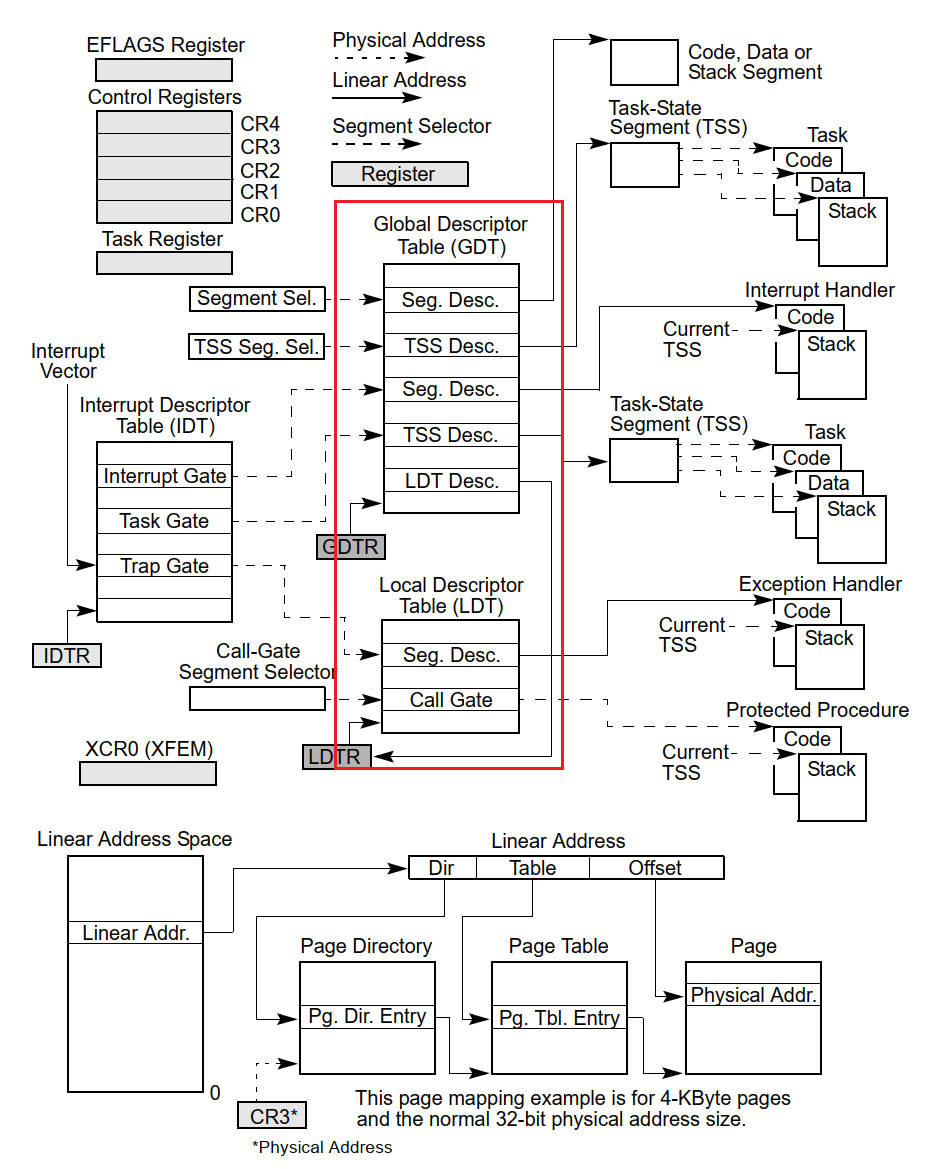 EFLAGS Register
Control Registers
CR4
CR3
CR2
CR1
CR0
Task Register
Physical Address
Linear Address
Segment Selector
Register
Code, Data or
Stack Segment
Task-State
Segment (TSS)
Task
Code
Data
Stack
Global Descriptor
Table (GDT)
Segment Sel.
Seg. Desc.
TSS Seg. Sel.
TSS Desc.
Seg. Desc.
TSS Desc.
LDT Desc.
GDTR
Interrupt Handler
Code
Current
TSS
Stack
Interrupt
Vector
Interrupt Descriptor
Table (IDT)
Interrupt Gate
Task Gate
Trap Gate
IDTR
Task-State
Segment (TSS)
Task
Code
Data
Stack
Local Descriptor
Table (LDT)
Seg. Desc.
Call-Gate
Segment Selector
Call Gate
LDTR
Exception Handler
Code
Current
TSS
Stack
Protected Procedure
Code
Current
TSS
Stack
XCR0 (XFEM)
Linear Address Space
Linear Addr.
0
Linear Address
Dir
Table
Offset
Page Directory
Pg. Dir. Entry
Page Table
Pg. Tbl. Entry
Page
Physical Addr.
CR3*
*Physical Address
This page mapping example is for 4-KByte pages
and the normal 32-bit physical address size.